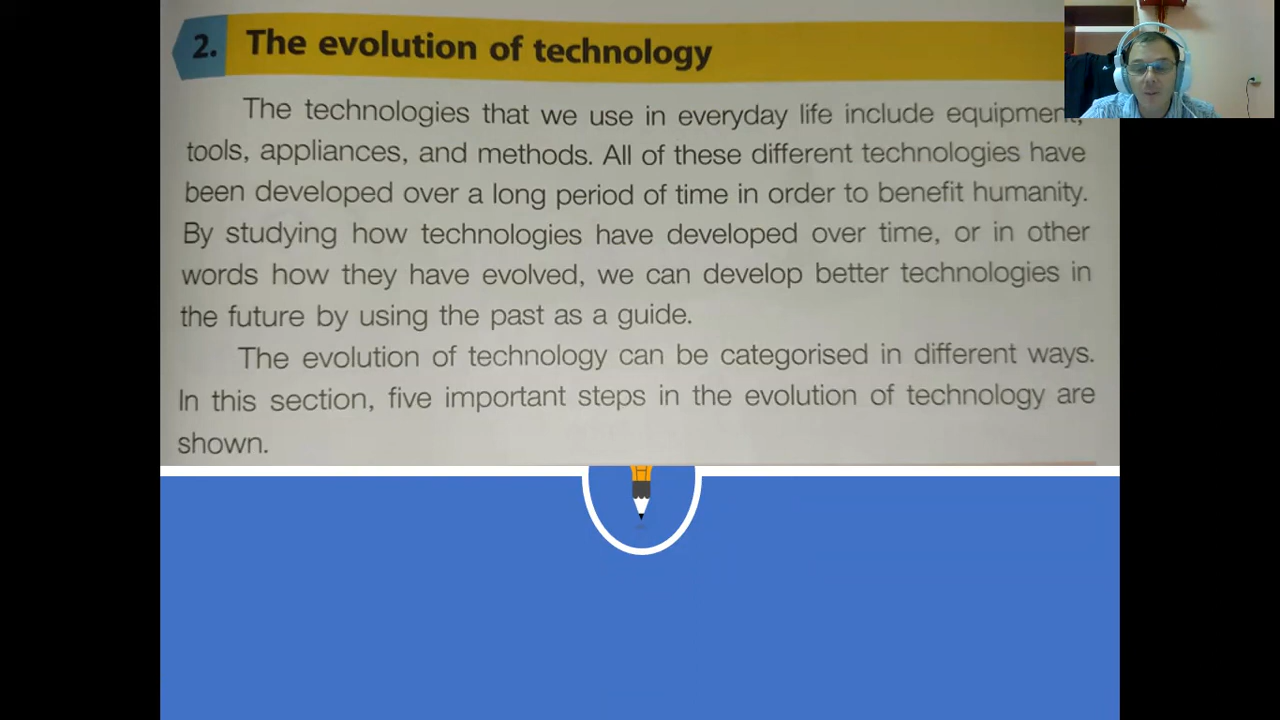 2. The evolution of technology
The technologies that we use in everyday life include equipment,
tools, appliances, and methods. All of these different technologies have
been developed over a long period of time in order to benefit humanity.
By studying how technologies have developed over time, or in other
words how they have evolved, we can develop better technologies in
the future by using the past as a guide.
The evolution of technology can be categorised in different ways.
In this section, five important steps in the evolution of technology are
shown.